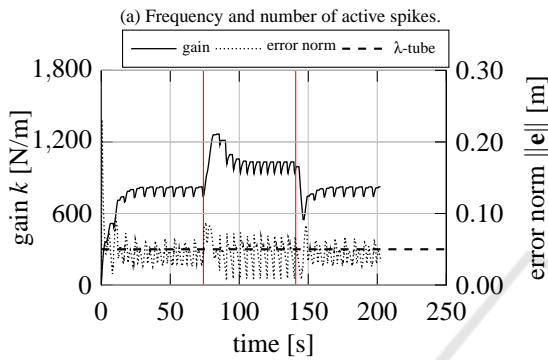 (a) Frequency and number of active spikes.
gain error norm λ-tube
1,800
1,200
600
0
0.30
0.20
0.10
0.00
0 50 100 150 200 250
gain k [N/m]
error norm ||e|| [m]
time [s]